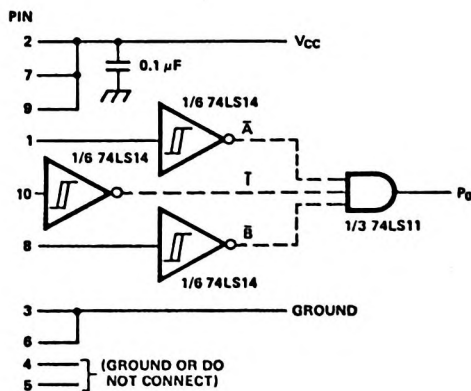 PIN
2
VCC
7
0.1 μF
9
1/6 74LS14
1
A̅
1/6 74LS14
10
I̅
P₀
1/3 74LS11
8
B̅
1/6 74LS14
3
GROUND
6
4
(GROUND OR DO
5
NOT CONNECT)